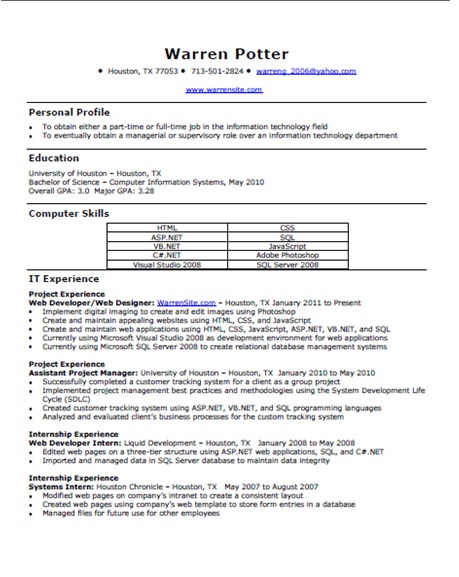 Warren Potter
• Houston, TX 77053 • 713-501-2824 • warreng_2006@yahoo.com
www.warrensite.com
Personal Profile
• To obtain either a part-time or full-time job in the information technology field
• To eventually obtain a managerial or supervisory role over an information technology department
Education
University of Houston – Houston, TX
Bachelor of Science – Computer Information Systems, May 2010
Overall GPA: 3.0 Major GPA: 3.28
Computer Skills
HTML CSS
ASP.NET SQL
VB.NET JavaScript
C#.NET Adobe Photoshop
Visual Studio 2008 SQL Server 2008
IT Experience
Project Experience
Web Developer/Web Designer: WarrenSite.com – Houston, TX January 2011 to Present
• Implement digital imaging to create and edit images using Photoshop
• Create and maintain appealing websites using HTML, CSS, and JavaScript
• Create and maintain web applications using HTML, CSS, JavaScript, ASP.NET, VB.NET, and SQL
• Currently using Microsoft Visual Studio 2008 as development environment for web applications
• Currently using Microsoft SQL Server 2008 to create relational database management systems
Project Experience
Assistant Project Manager: University of Houston – Houston, TX January 2010 to May 2010
• Successfully completed a customer tracking system for a client as a group project
• Implemented project management best practices and methodologies using the System Development Life
Cycle (SDLC)
• Created customer tracking system using ASP.NET, VB.NET, and SQL programming languages
• Analyzed and evaluated client's business processes for the custom tracking system
Internship Experience
Web Developer Intern: Liquid Development – Houston, TX January 2008 to May 2008
• Edited web pages on a three-tier structure using ASP.NET web applications, SQL, and C#.NET
• Imported and managed data in SQL Server database to maintain data integrity
Internship Experience
Systems Intern: Houston Chronicle – Houston, TX May 2007 to August 2007
• Modified web pages on company's intranet to create a consistent layout
• Created web pages using company's web template to store form entries in a database
• Managed files for future use for other employees